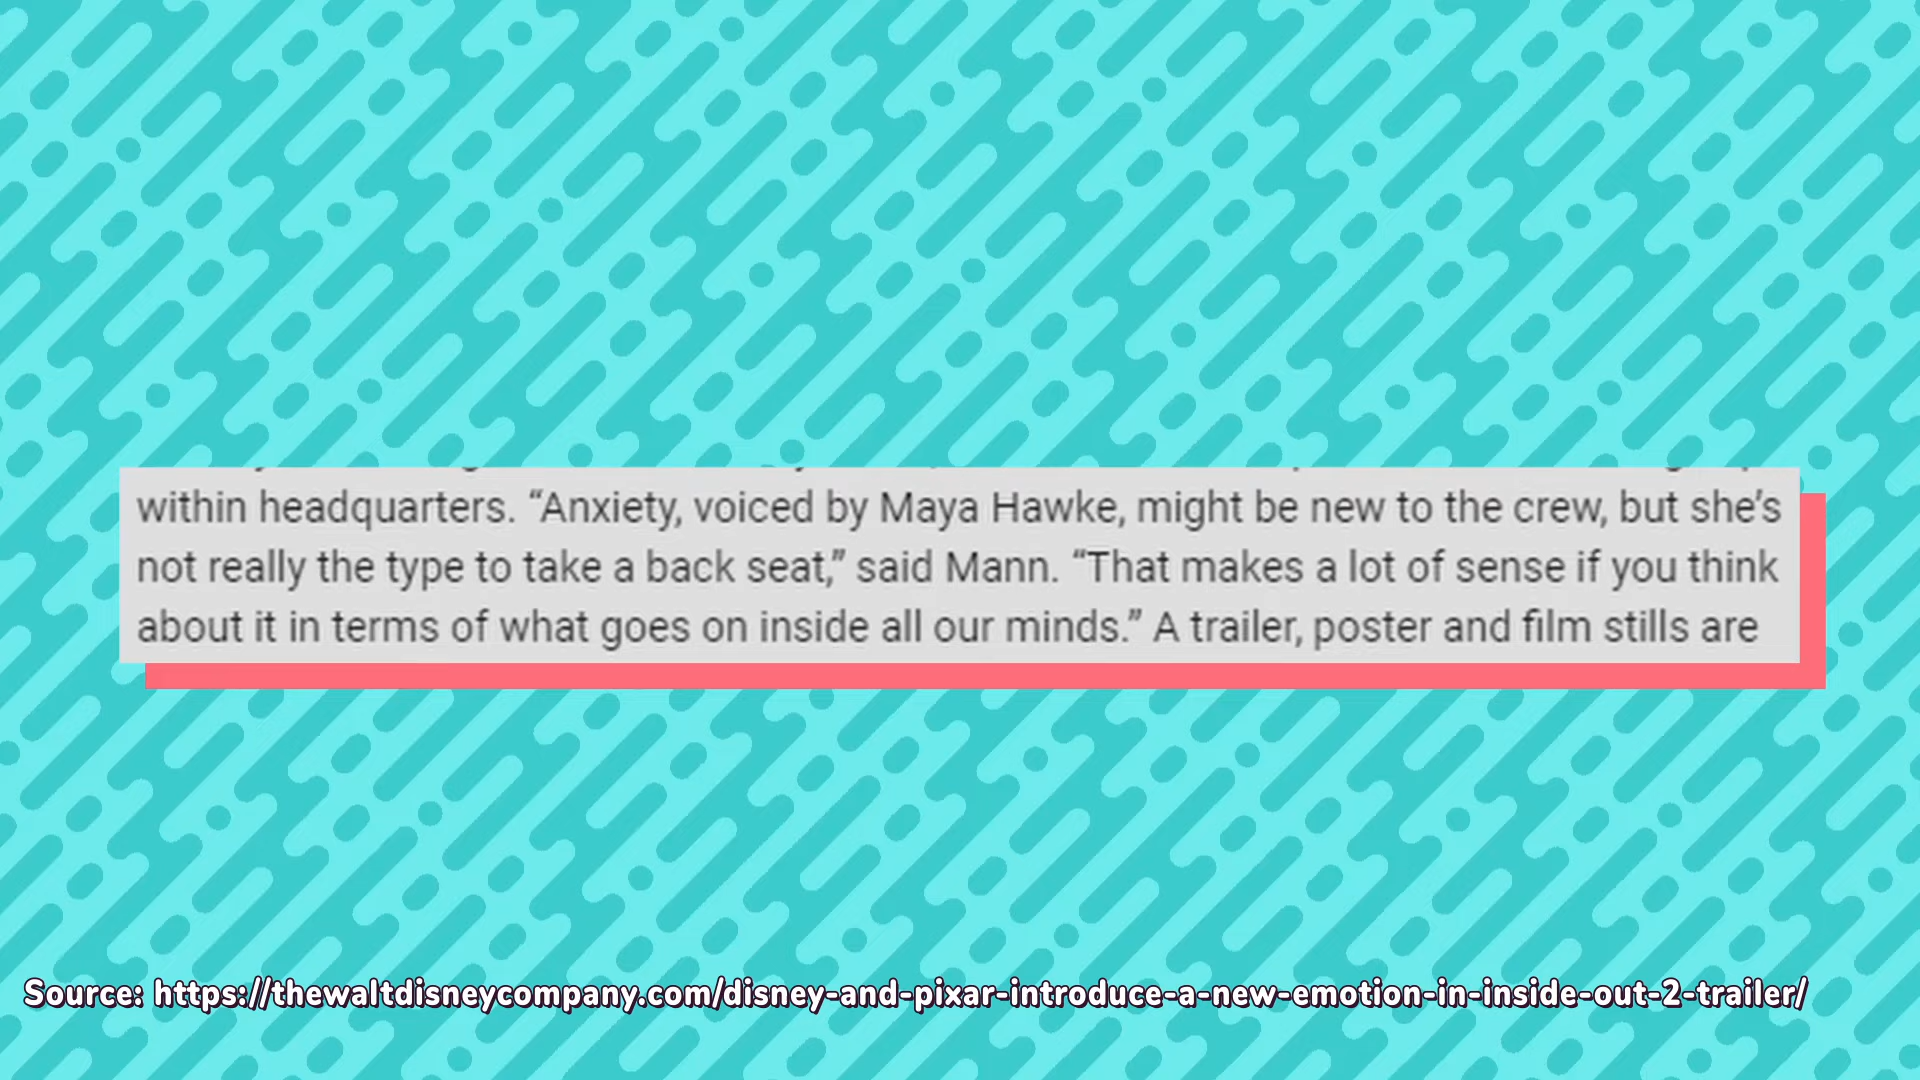 within headquarters. “Anxiety, voiced by Maya Hawke, might be new to the crew, but she’s
not really the type to take a back seat,” said Mann. “That makes a lot of sense if you think
about it in terms of what goes on inside all our minds.” A trailer, poster and film stills are
Source: https://thewaltdisneycompany.com/disney-and-pixar-introduce-a-new-emotion-in-inside-out-2-trailer/